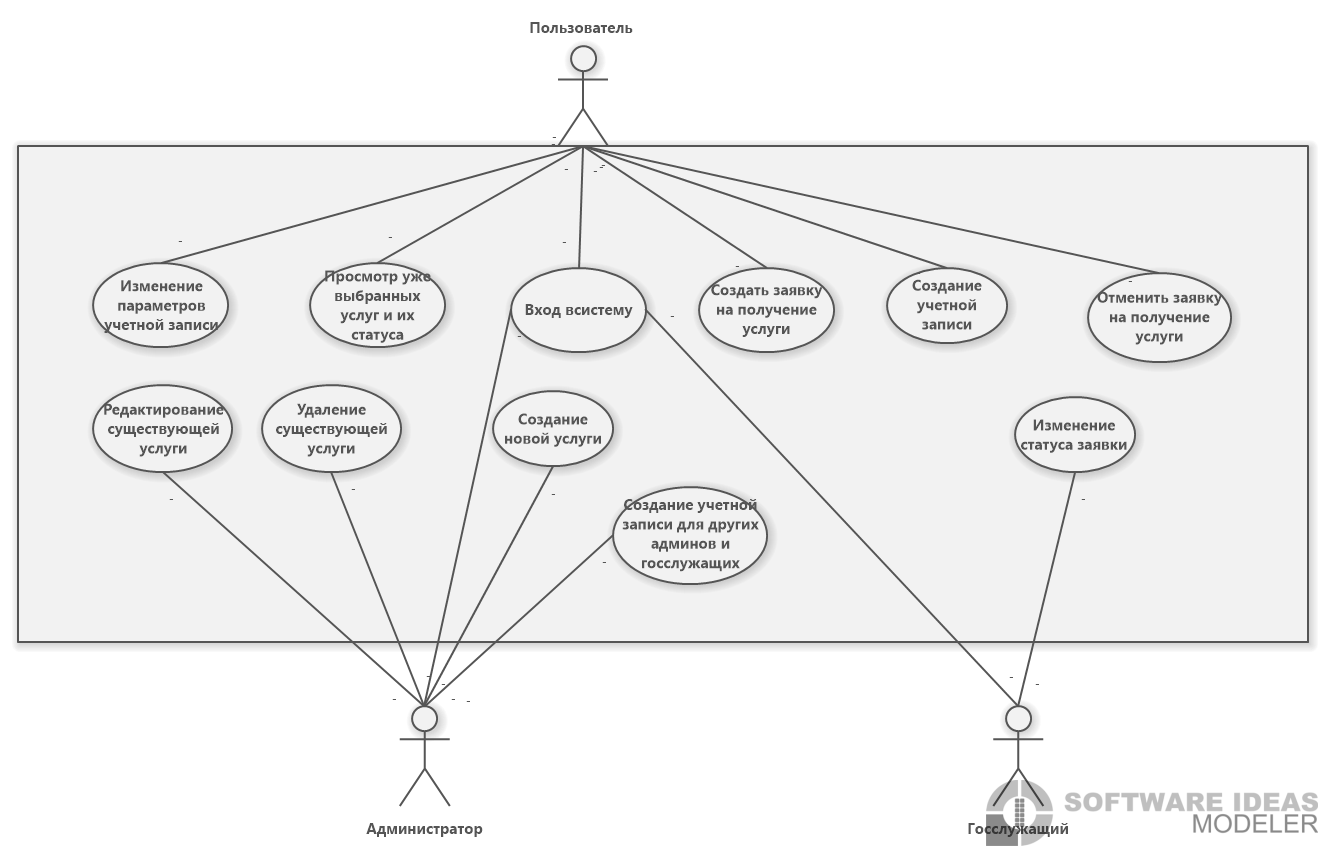 Пользователь
Изменение
параметров
учетной записи
Просмотр уже
выбранных
услуг и их
статуса
Вход всистему
Создать заявку
на получение
услуги
Создание
учетной
записи
Отменить заявку
на получение
услуги
Редактирование
существующей
услуги
Удаление
существующей
услуги
Создание
новой услуги
Изменение
статуса заявки
Создание учетной
записи для других
админов и
госслужащих
Администратор
Госслужащий
SOFTWARE IDEAS
MODELER